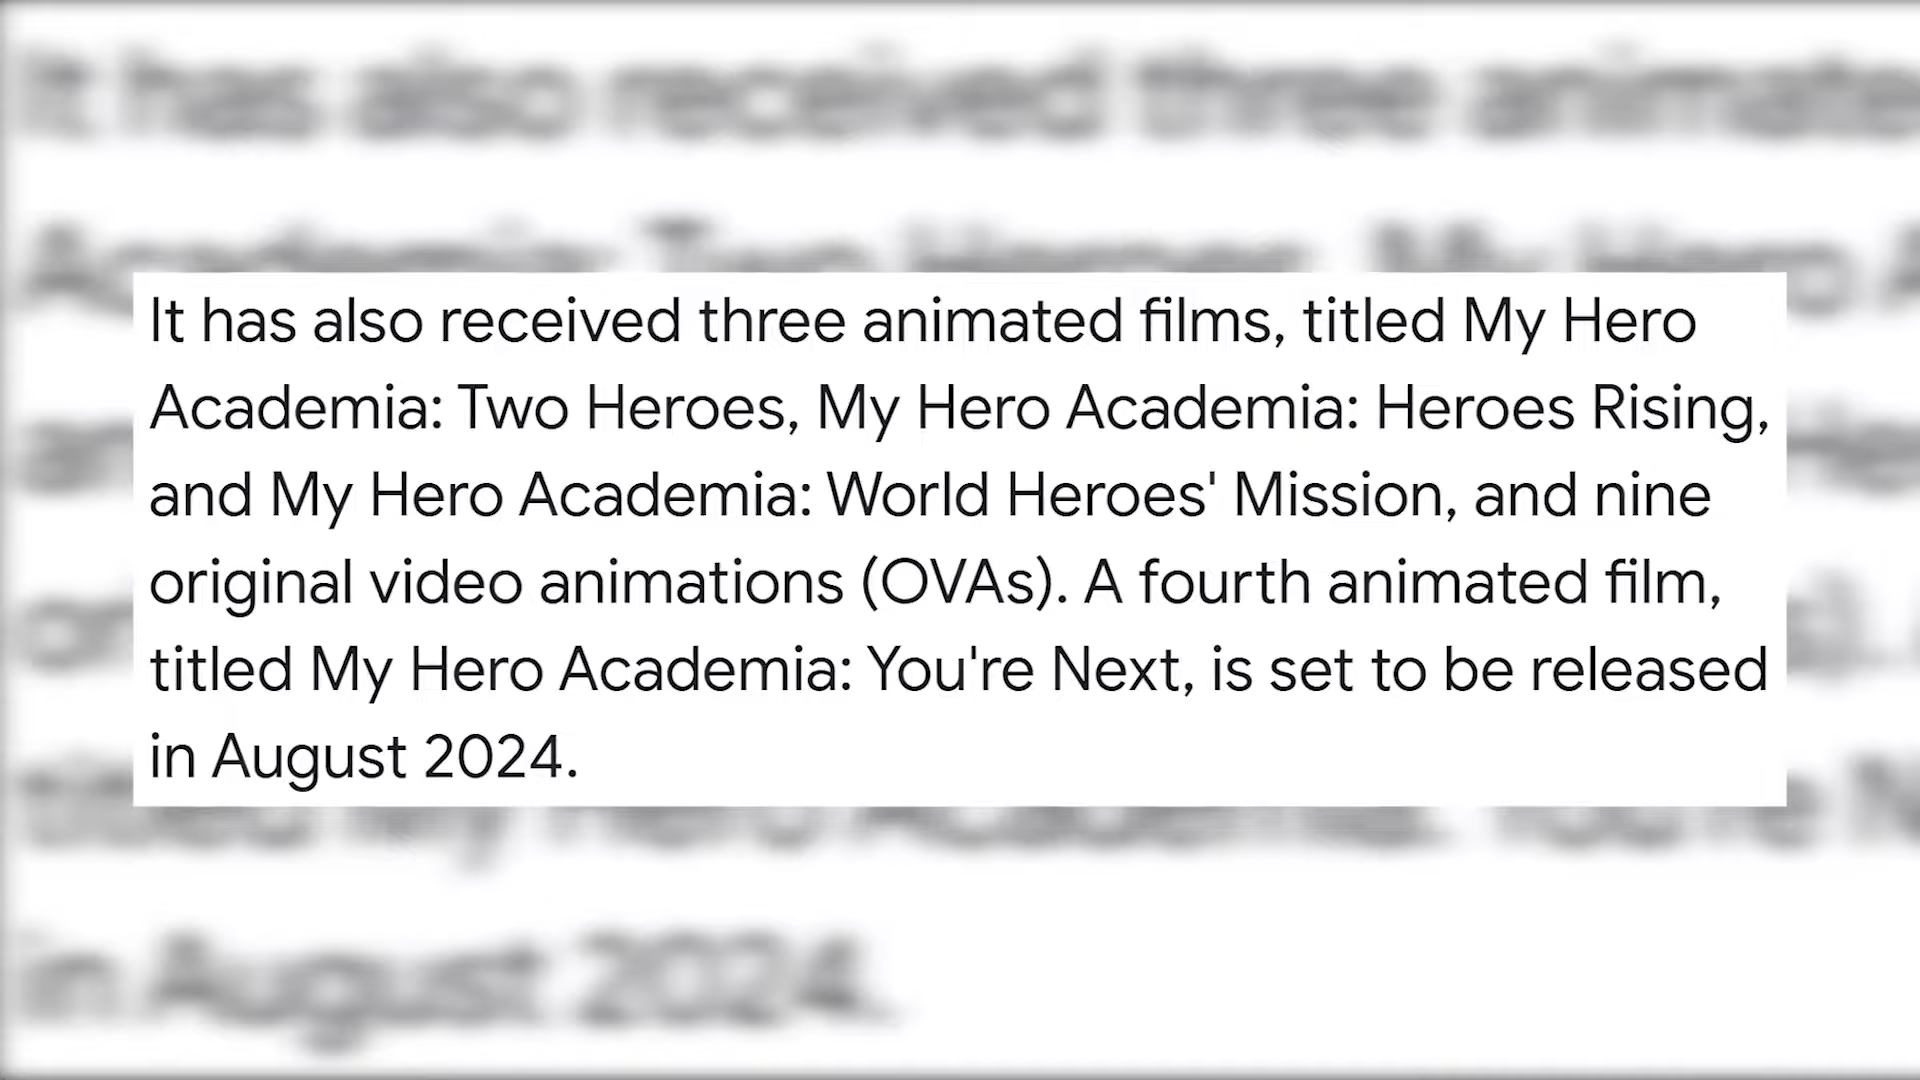 It has also received three animated films, titled My Hero
Academia: Two Heroes, My Hero Academia: Heroes Rising,
and My Hero Academia: World Heroes' Mission, and nine
original video animations (OVAs). A fourth animated film,
titled My Hero Academia: You're Next, is set to be released
in August 2024.